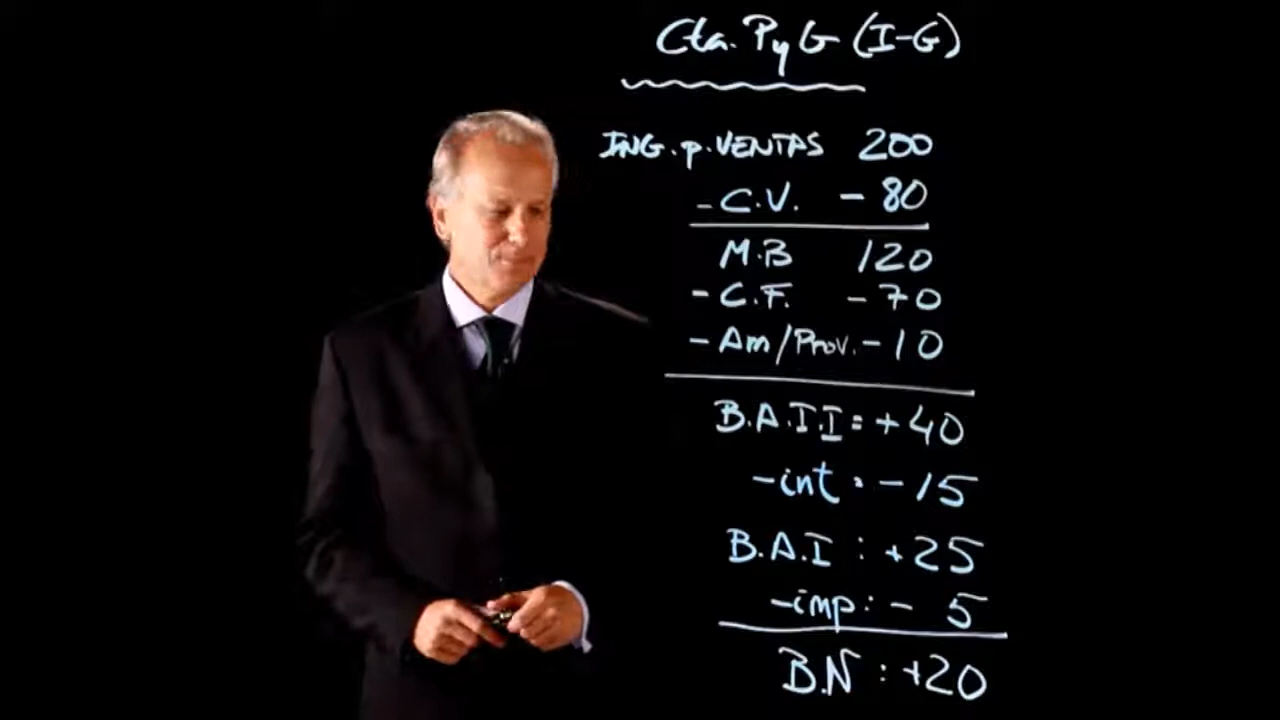 Cta. PyG (I-G)
ING. p. VENTAS 200
- C.V. - 80
M.B 120
- C.F. - 70
- Am/Prov. - 10
B.A.I.I = +40
- int. - 15
B.A.I : +25
- imp: - 5
B.N : +20